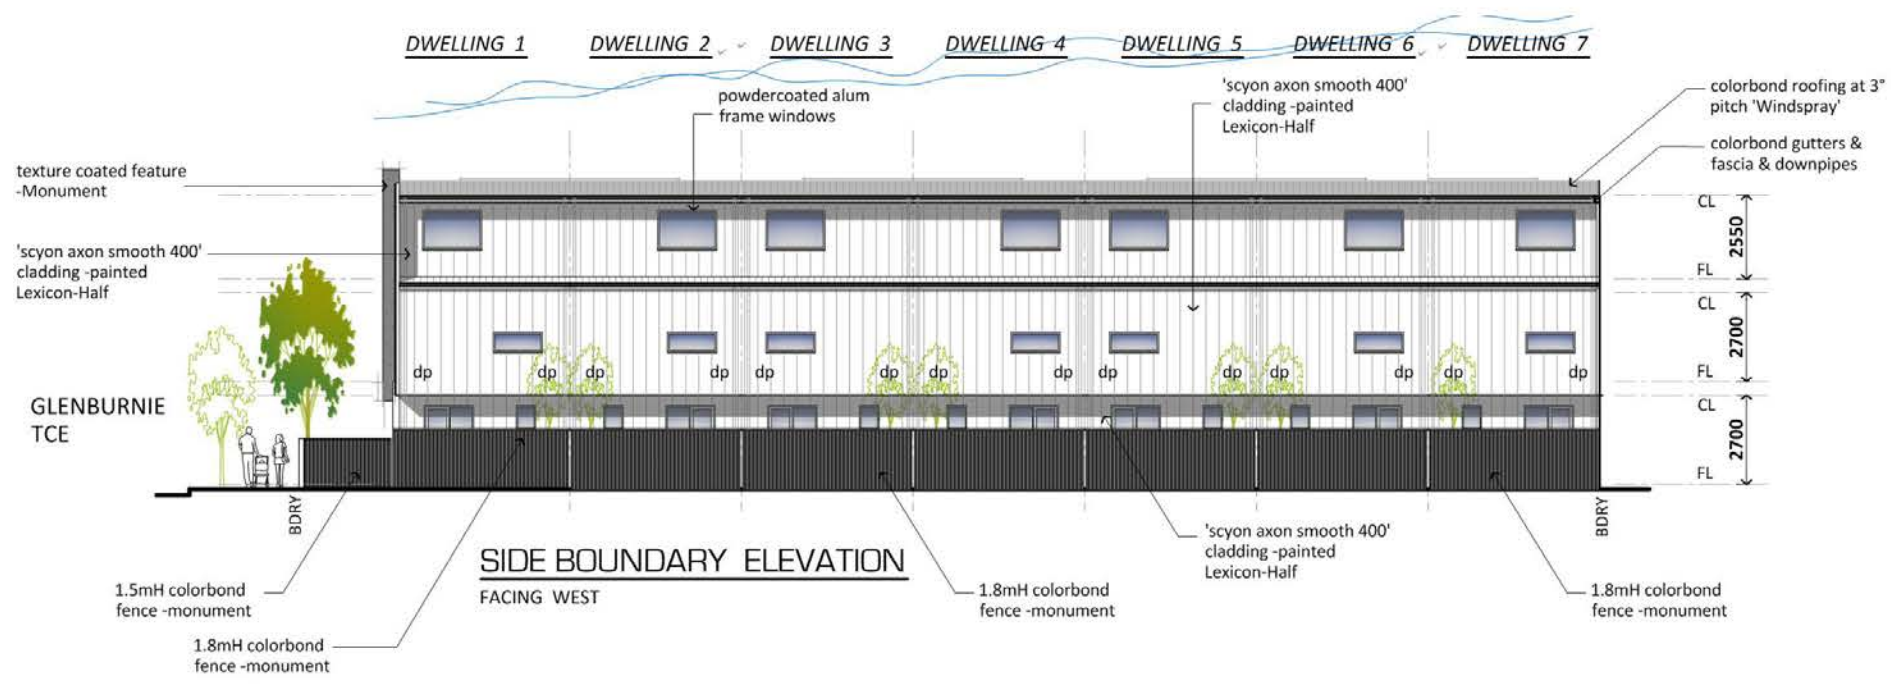 DWELLING 1
DWELLING 2
DWELLING 3
DWELLING 4
DWELLING 5
DWELLING 6
DWELLING 7
powdercoated alum
frame windows
'scyon axon smooth 400'
cladding -painted
Lexicon-Half
colorbond roofing at 3°
pitch 'Windspray'
colorbond gutters &
fascia & downpipes
texture coated feature
-Monument
'scyon axon smooth 400'
cladding -painted
Lexicon-Half
CL
2550
FL
CL
2700
FL
CL
2700
FL
dp
dp
dp
dp
dp
dp
dp
dp
dp
dp
dp
dp
dp
dp
GLENBURNIE
TCE
BDRY
BDRY
SIDE BOUNDARY ELEVATION
FACING WEST
'scyon axon smooth 400'
cladding -painted
Lexicon-Half
1.5mH colorbond
fence -monument
1.8mH colorbond
fence -monument
1.8mH colorbond
fence -monument
1.8mH colorbond
fence -monument